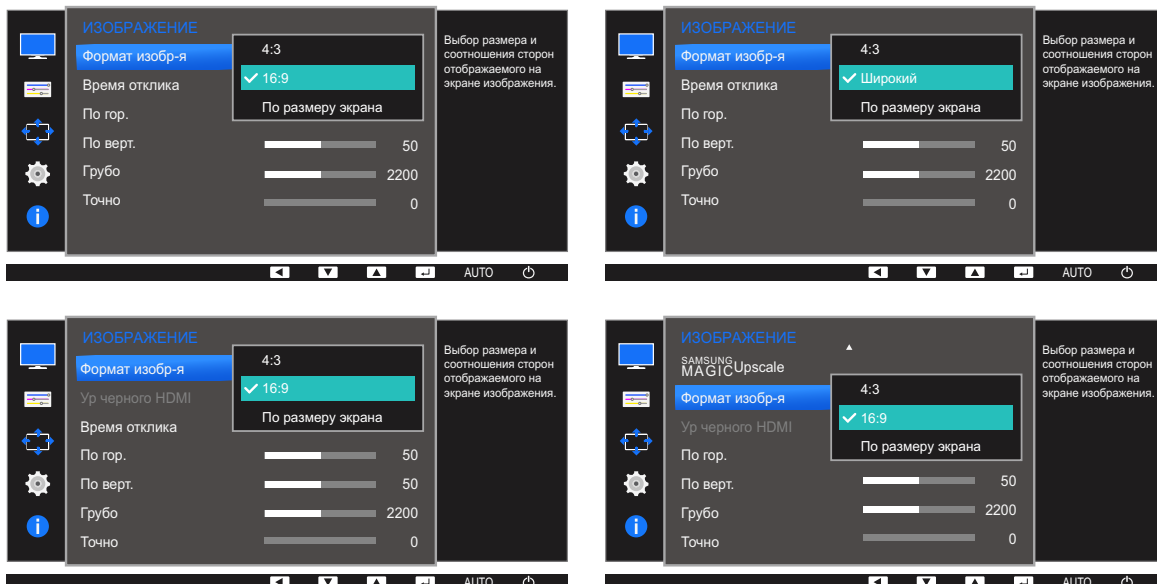 ИЗОБРАЖЕНИЕ
Формат изобр-я
Время отклика
По гор.
По верт.
Грубо
Точно
4:3
16:9
По размеру экрана
50
2200
0
Выбор размера и
соотношения сторон
отображаемого на
экране изображения.
AUTO
ИЗОБРАЖЕНИЕ
Формат изобр-я
Время отклика
По гор.
По верт.
Грубо
Точно
4:3
Широкий
По размеру экрана
50
2200
0
Выбор размера и
соотношения сторон
отображаемого на
экране изображения.
AUTO
ИЗОБРАЖЕНИЕ
Формат изобр-я
Ур черного HDMI
Время отклика
По гор.
По верт.
Грубо
Точно
4:3
16:9
По размеру экрана
50
50
2200
0
Выбор размера и
соотношения сторон
отображаемого на
экране изображения.
AUTO
ИЗОБРАЖЕНИЕ
SAMSUNG
MAGIC Upscale
Формат изобр-я
Ур черного HDMI
По гор.
По верт.
Грубо
Точно
4:3
16:9
По размеру экрана
50
2200
0
Выбор размера и
соотношения сторон
отображаемого на
экране изображения.
AUTO